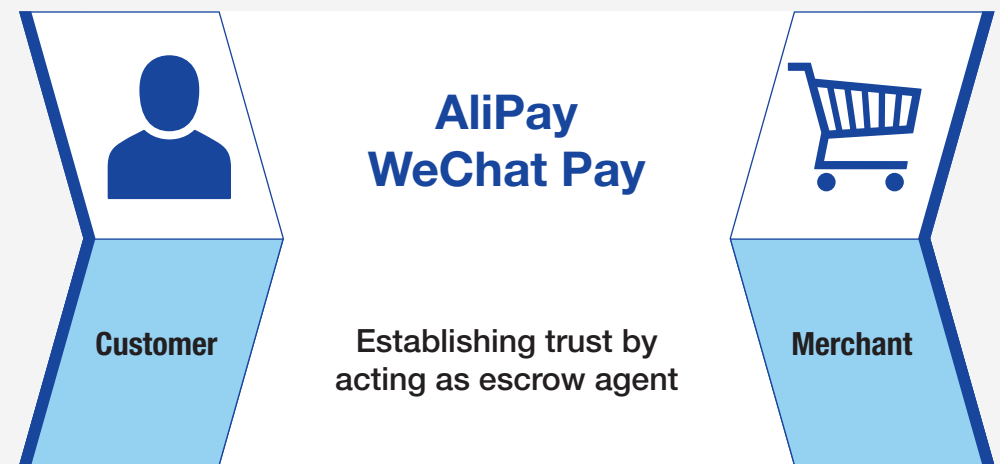 AliPay
WeChat Pay
Customer
Establishing trust by
acting as escrow agent
Merchant